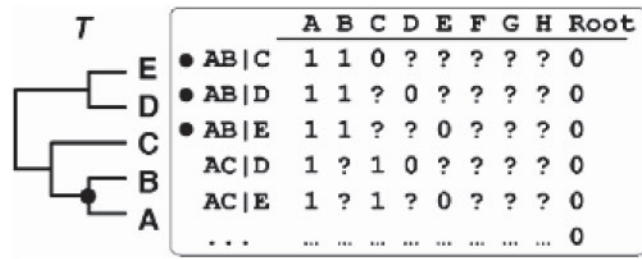 T
E
D
C
B
A
A B C D E F G H Root
● AB|C 1 1 0 ? ? ? ? ? 0
● AB|D 1 1 ? 0 ? ? ? ? 0
● AB|E 1 1 ? ? 0 ? ? ? 0
AC|D 1 ? 1 0 ? ? ? ? 0
AC|E 1 ? 1 ? 0 ? ? ? 0
... ... ... ... ... ... ... ... ... 0